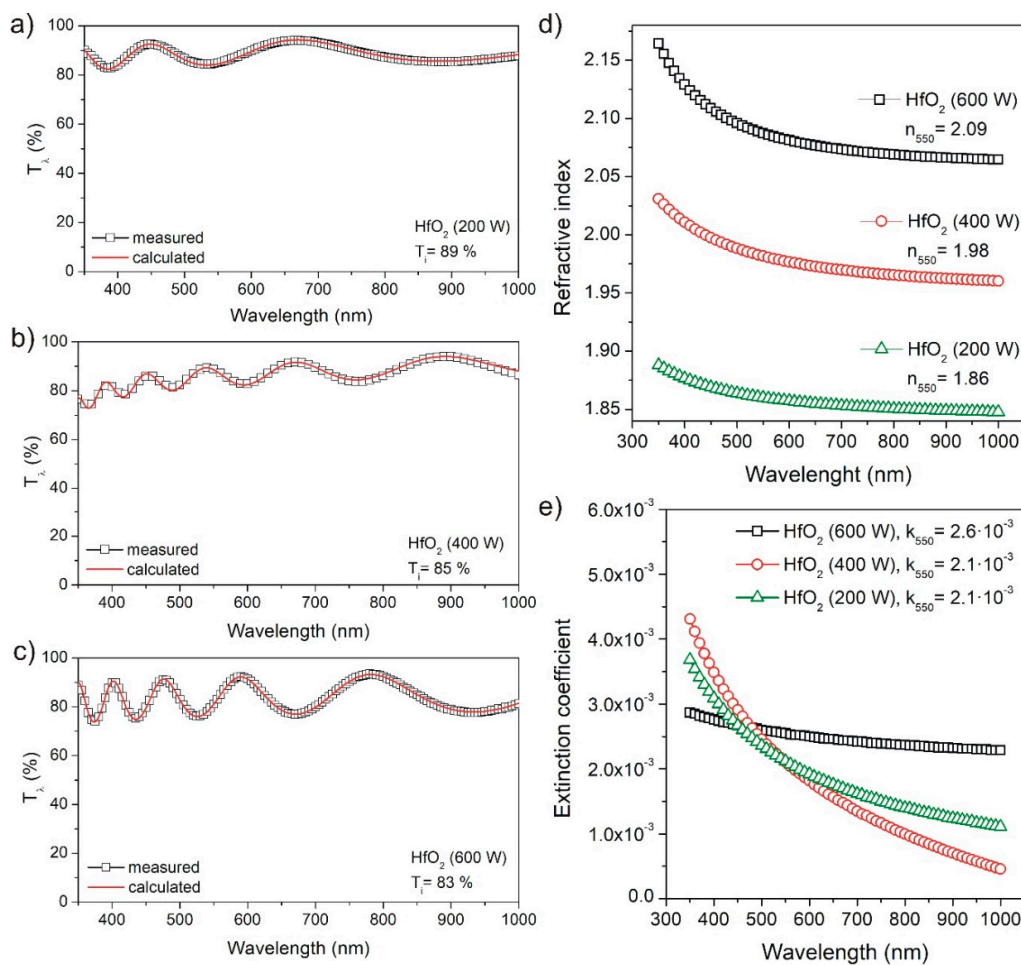 a)
100
80
60
40
20
0
T_λ (%)
measured
calculated
HfO₂ (200 W)
T_i= 89 %
400 500 600 700 800 900 1000
Wavelength (nm)
b)
100
80
60
40
20
0
T_λ (%)
measured
calculated
HfO₂ (400 W)
T_i= 85 %
400 500 600 700 800 900 1000
Wavelength (nm)
c)
100
80
60
40
20
0
T_λ (%)
measured
calculated
HfO₂ (600 W)
T_i= 83 %
400 500 600 700 800 900 1000
Wavelength (nm)
d)
2.15
2.10
2.05
2.00
1.95
1.90
1.85
Refractive index
HfO₂ (600 W)
n₅₅₀= 2.09
HfO₂ (400 W)
n₅₅₀= 1.98
HfO₂ (200 W)
n₅₅₀= 1.86
300 400 500 600 700 800 900 1000
Wavelenght (nm)
e)
6.0x10⁻³
5.0x10⁻³
4.0x10⁻³
3.0x10⁻³
2.0x10⁻³
1.0x10⁻³
0.0
Extinction coefficient
HfO₂ (600 W), k₅₅₀= 2.6·10⁻³
HfO₂ (400 W), k₅₅₀= 2.1·10⁻³
HfO₂ (200 W), k₅₅₀= 2.1·10⁻³
300 400 500 600 700 800 900 1000
Wavelength (nm)